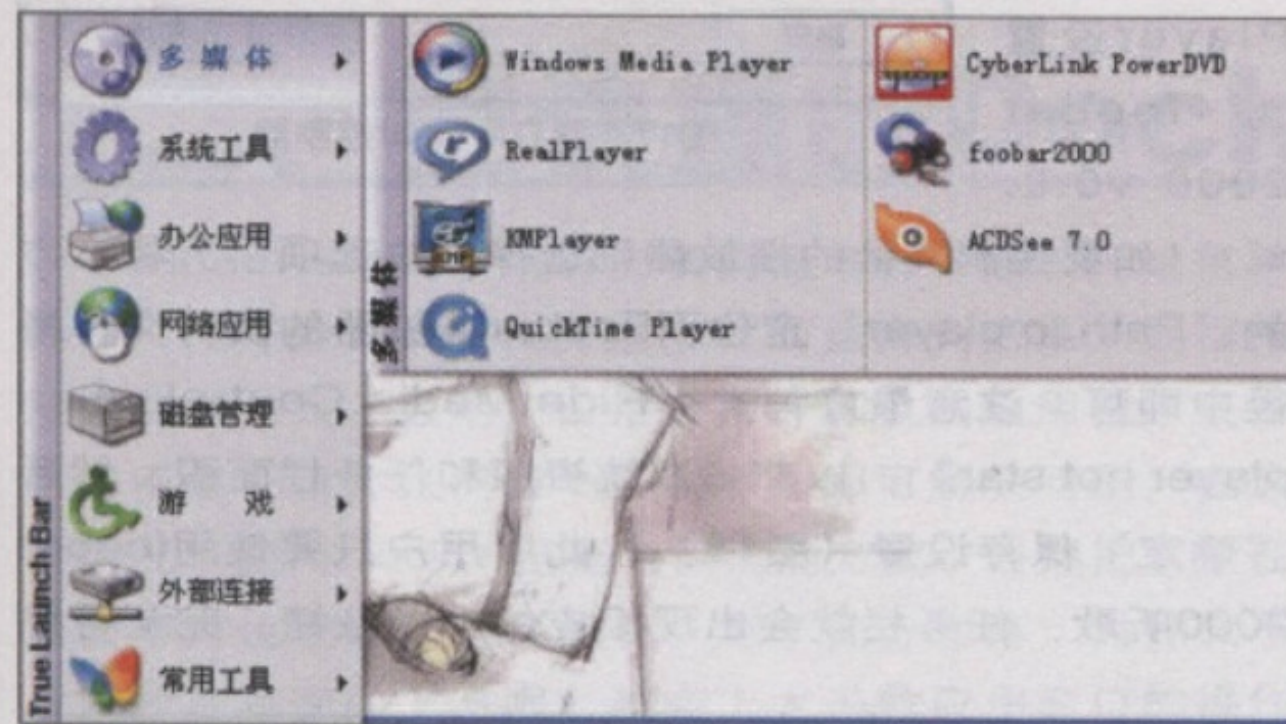 多媒体
系统工具
办公应用
网络应用
磁盘管理
游 戏
外部连接
常用工具
True Launch Bar
多媒体
Windows Media Player
RealPlayer
KMPlayer
QuickTime Player
CyberLink PowerDVD
foobar2000
ACDSee 7.0